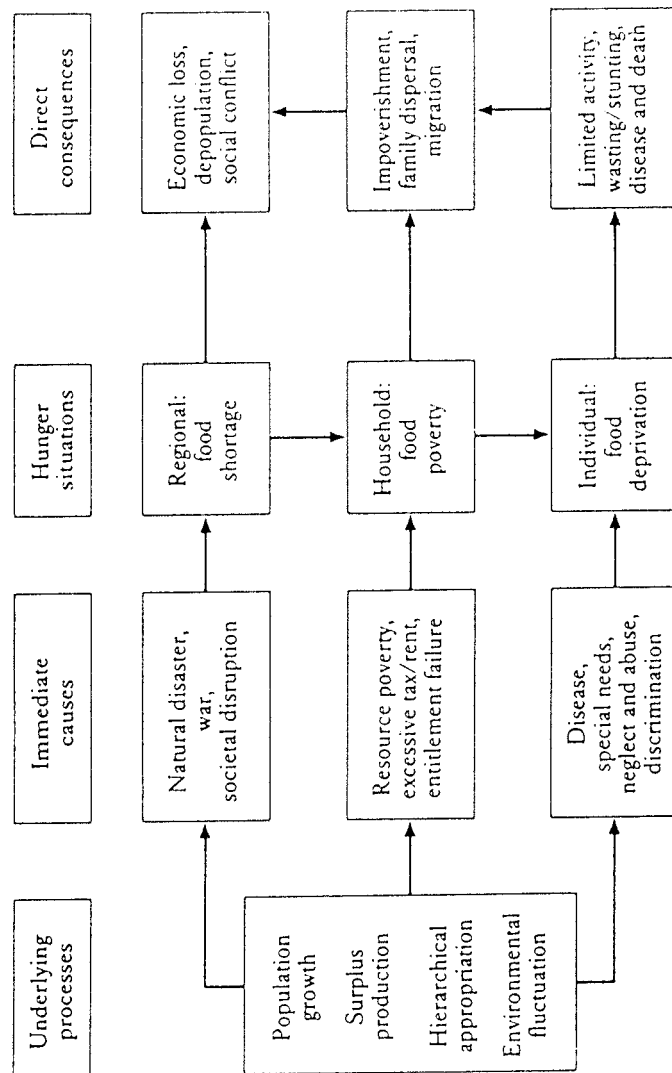 Underlying
processes
Immediate
causes
Hunger
situations
Direct
consequences
Population
growth
Surplus
production
Hierarchical
appropriation
Environmental
fluctuation
Natural disaster,
war,
societal disruption
Regional:
food
shortage
Economic loss,
depopulation,
social conflict
Resource poverty,
excessive tax/rent,
entitlement failure
Household:
food
poverty
Impoverishment,
family dispersal,
migration
Disease,
special needs,
neglect and abuse,
discrimination
Individual:
food
deprivation
Limited activity,
wasting/stunting,
disease and death